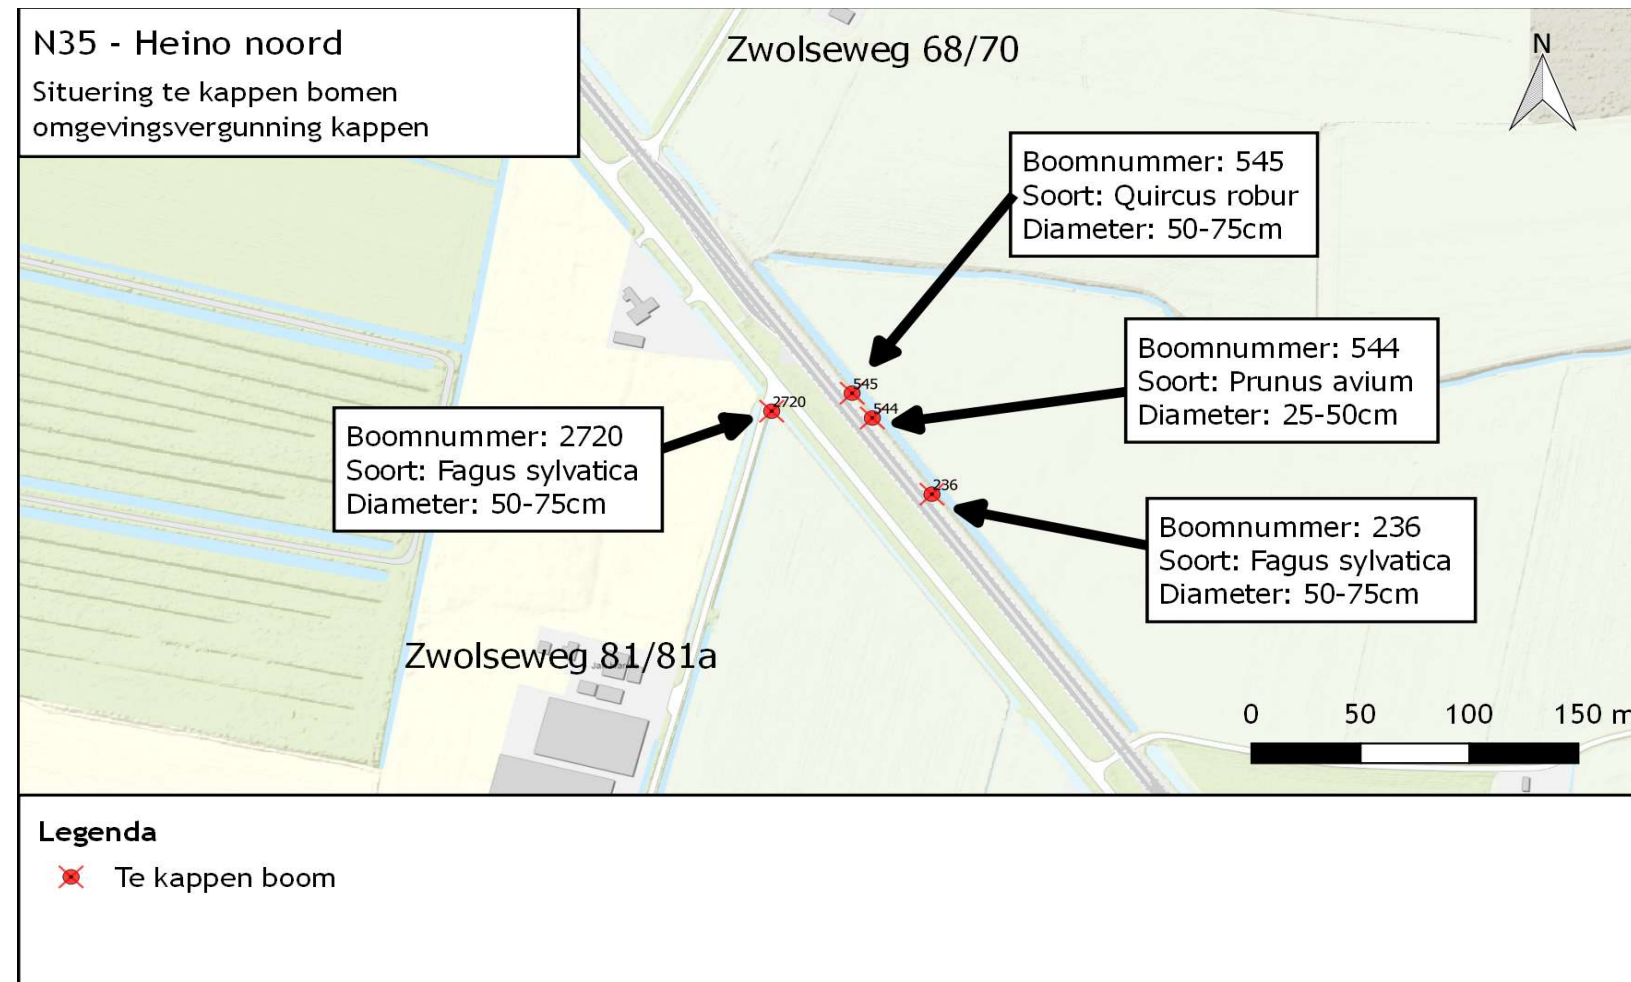 N35 - Heino noord
Situering te kappen bomen
omgevingsvergunning kappen
Zwolseweg 68/70
N
Boomnummer: 545
Soort: Quircus robur
Diameter: 50-75cm
Boomnummer: 544
Soort: Prunus avium
Diameter: 25-50cm
545
544
2720
Boomnummer: 2720
Soort: Fagus sylvatica
Diameter: 50-75cm
236
Boomnummer: 236
Soort: Fagus sylvatica
Diameter: 50-75cm
Zwolseweg 81/81a
0 50 100 150 m
Legenda
Te kappen boom